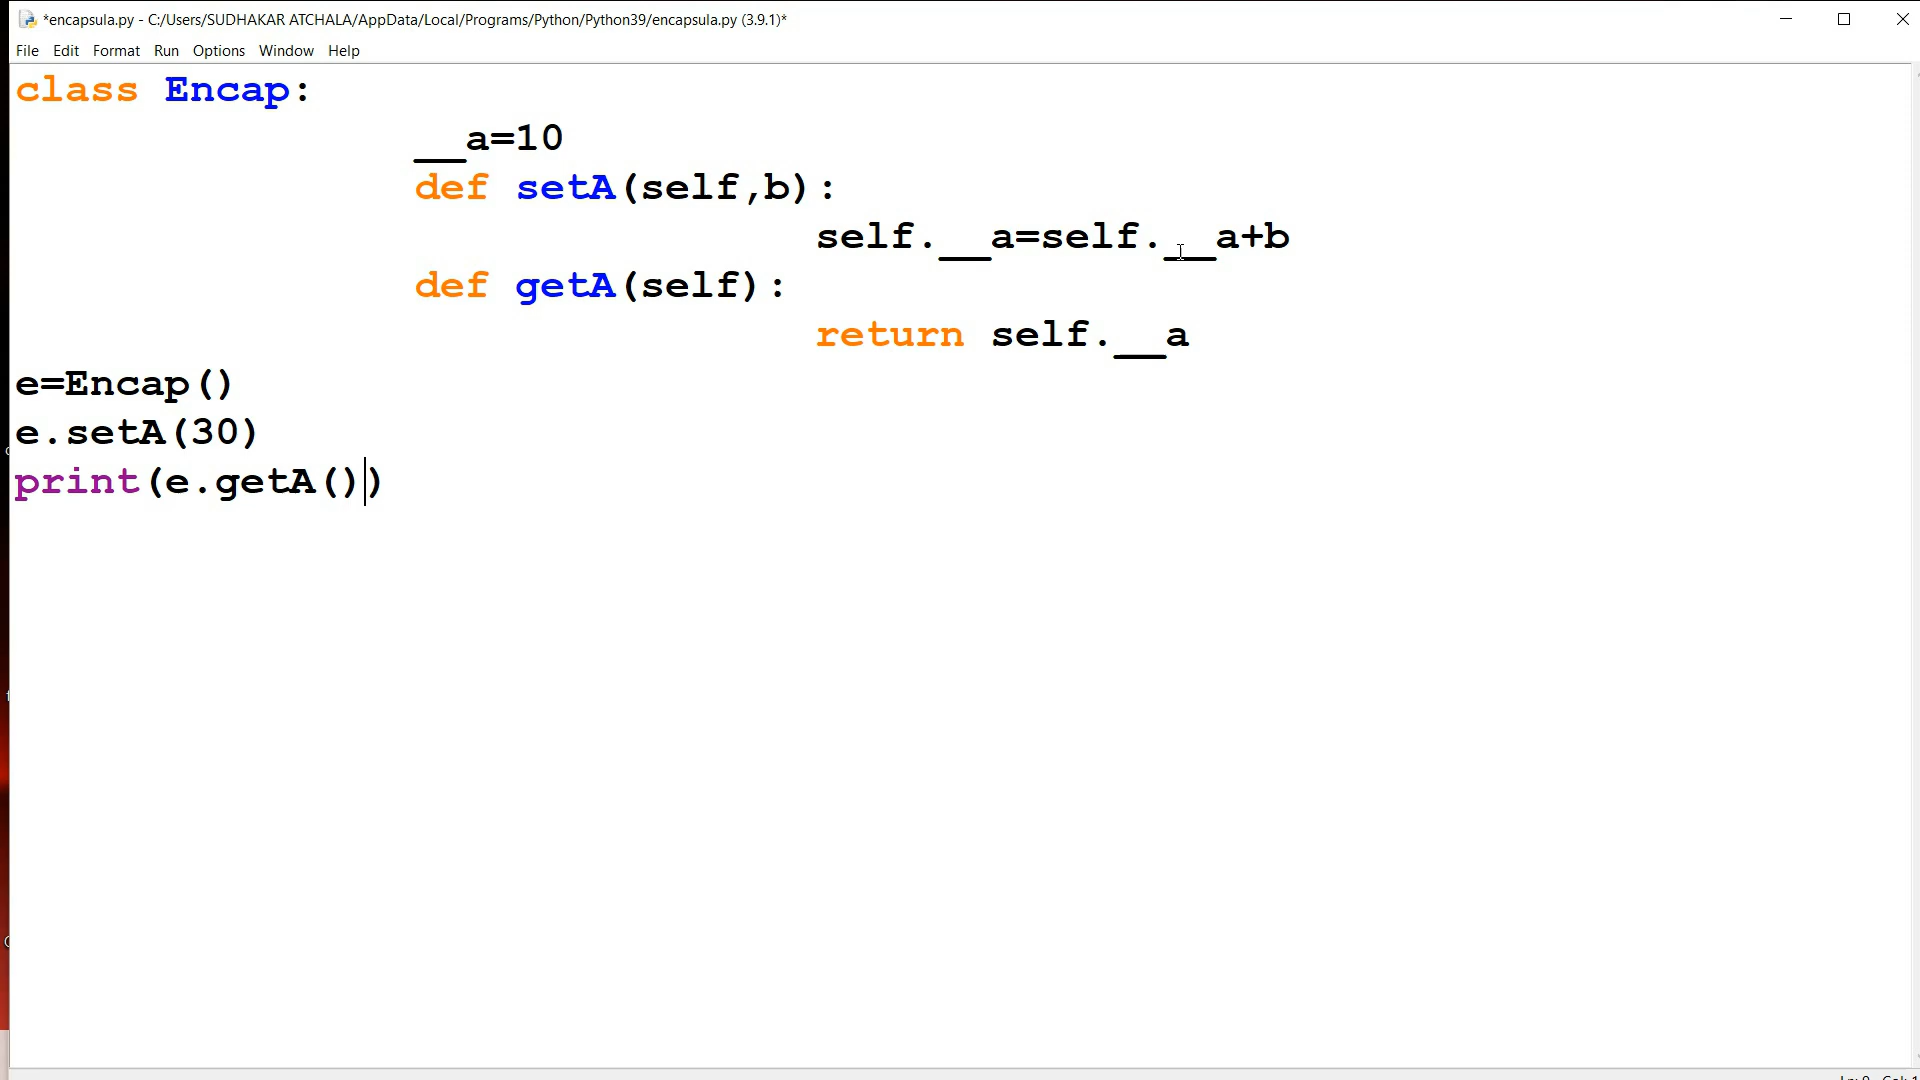 *encapsula.py - C:/Users/SUDHAKAR ATCHALA/AppData/Local/Programs/Python/Python39/encapsula.py (3.9.1)*
File Edit Format Run Options Window Help
class Encap:
__a=10
def setA(self,b):
self.__a=self.__a+b
def getA(self):
return self.__a
e=Encap()
e.setA(30)
print(e.getA())